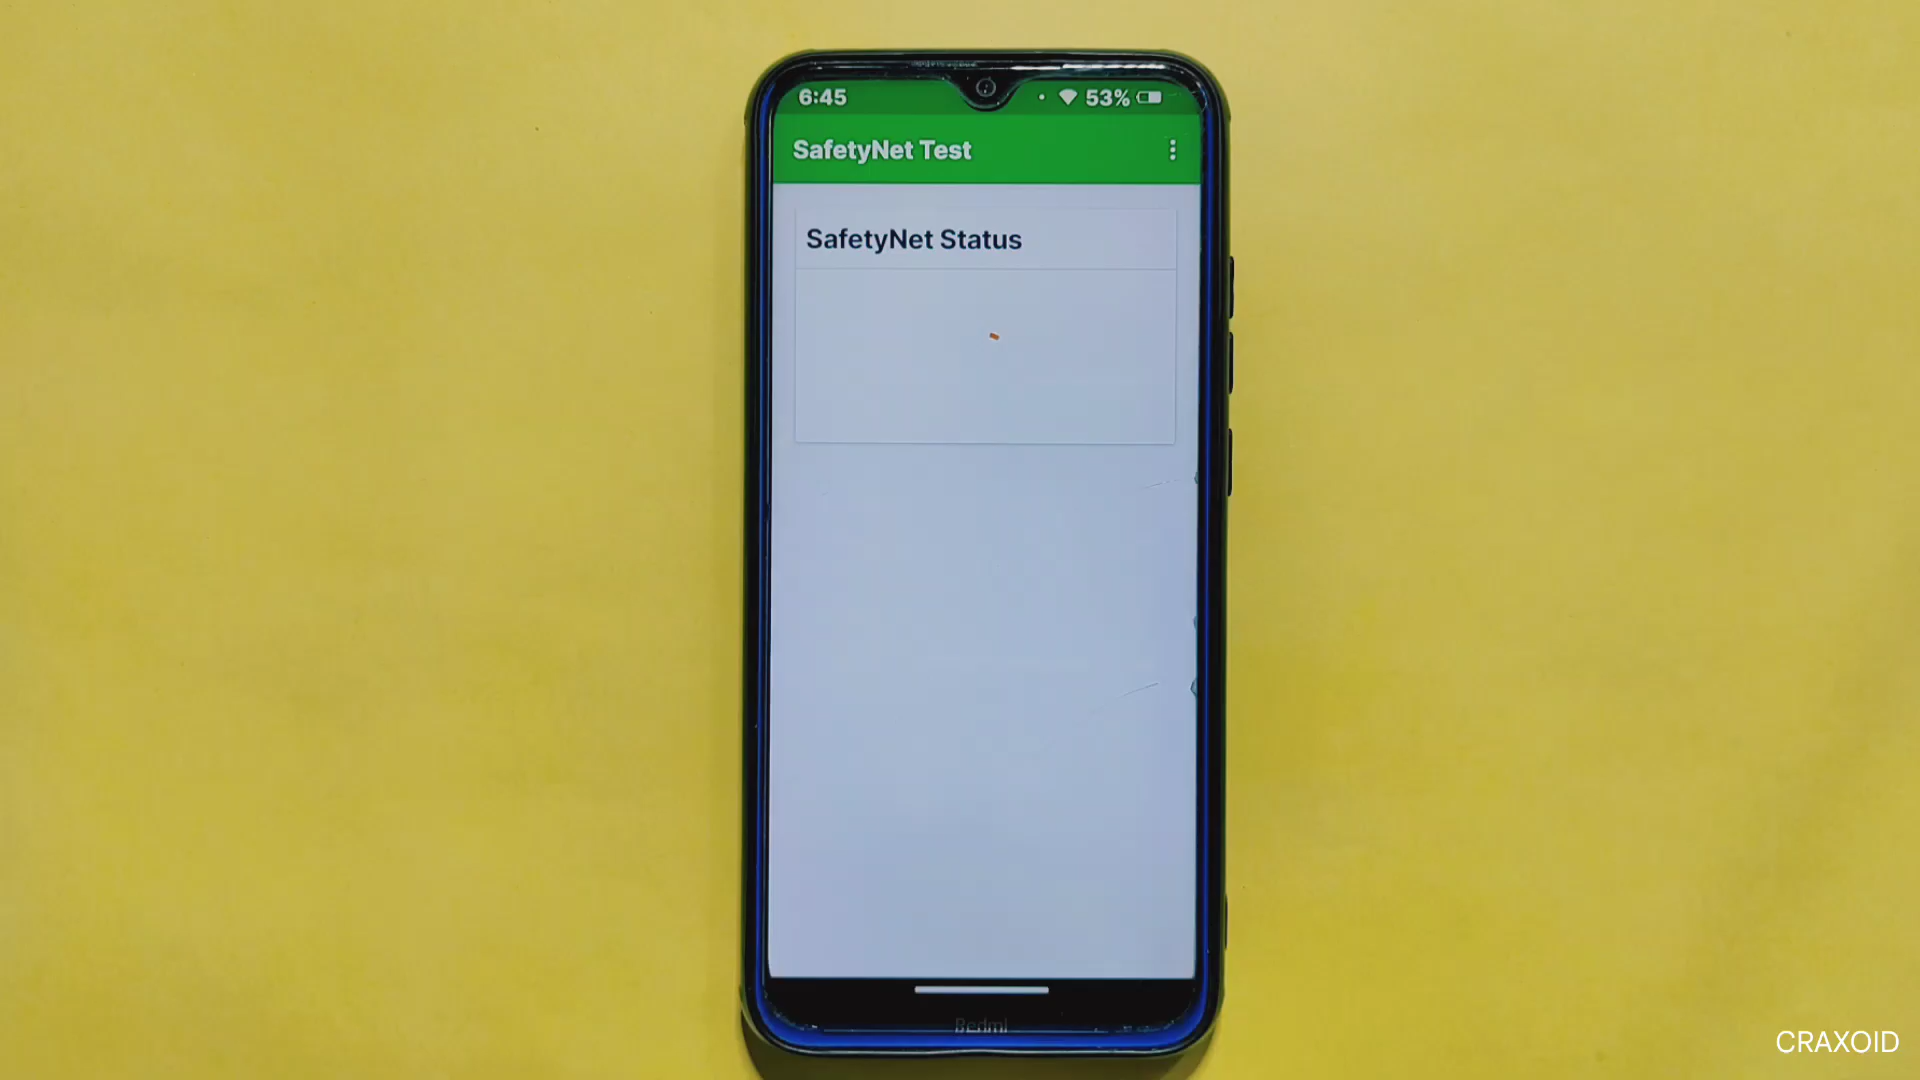 6:45
53%
SafetyNet Test
SafetyNet Status
Redmi
CRAXOID